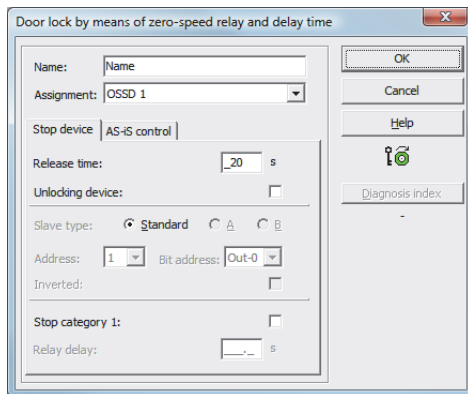 Door lock by means of zero-speed relay and delay time
Name: Name
Assignment: OSSD 1
Stop device AS-iS control
Release time: _20 s
Unlocking device:
Slave type: Standard A B
Address: 1 Bit address: Out-0
Inverted:
Stop category 1:
Relay delay: ___._ s
OK
Cancel
Help
Diagnosis index
-